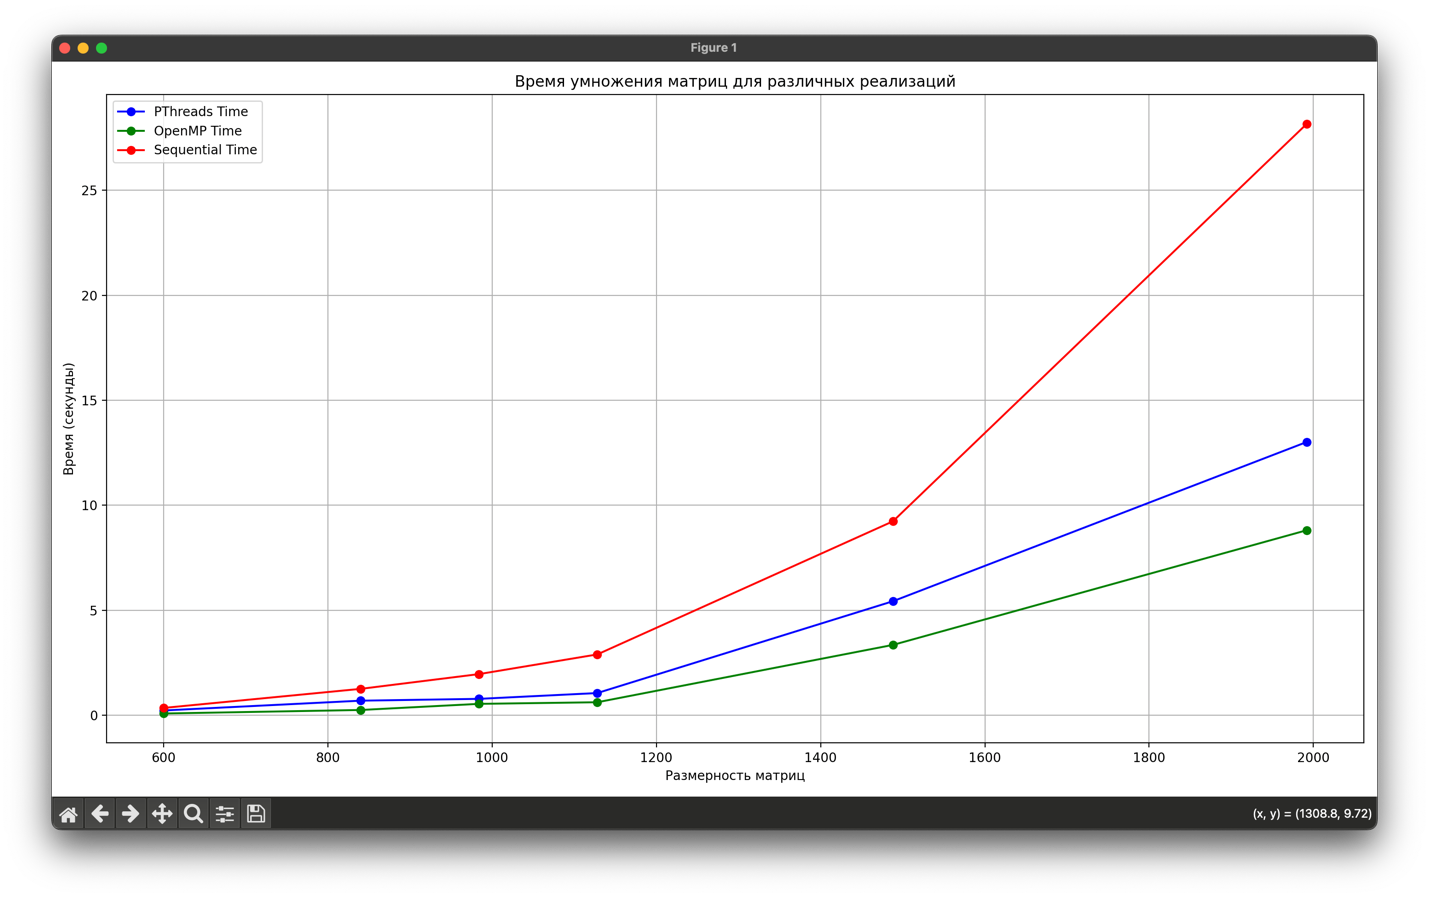 Figure 1
Время умножения матриц для различных реализаций
PThreads Time
OpenMP Time
Sequential Time
25
20
15
10
5
0
Время (секунды)
600 800 1000 1200 1400 1600 1800 2000
Размерность матриц
(x, y) = (1308.8, 9.72)